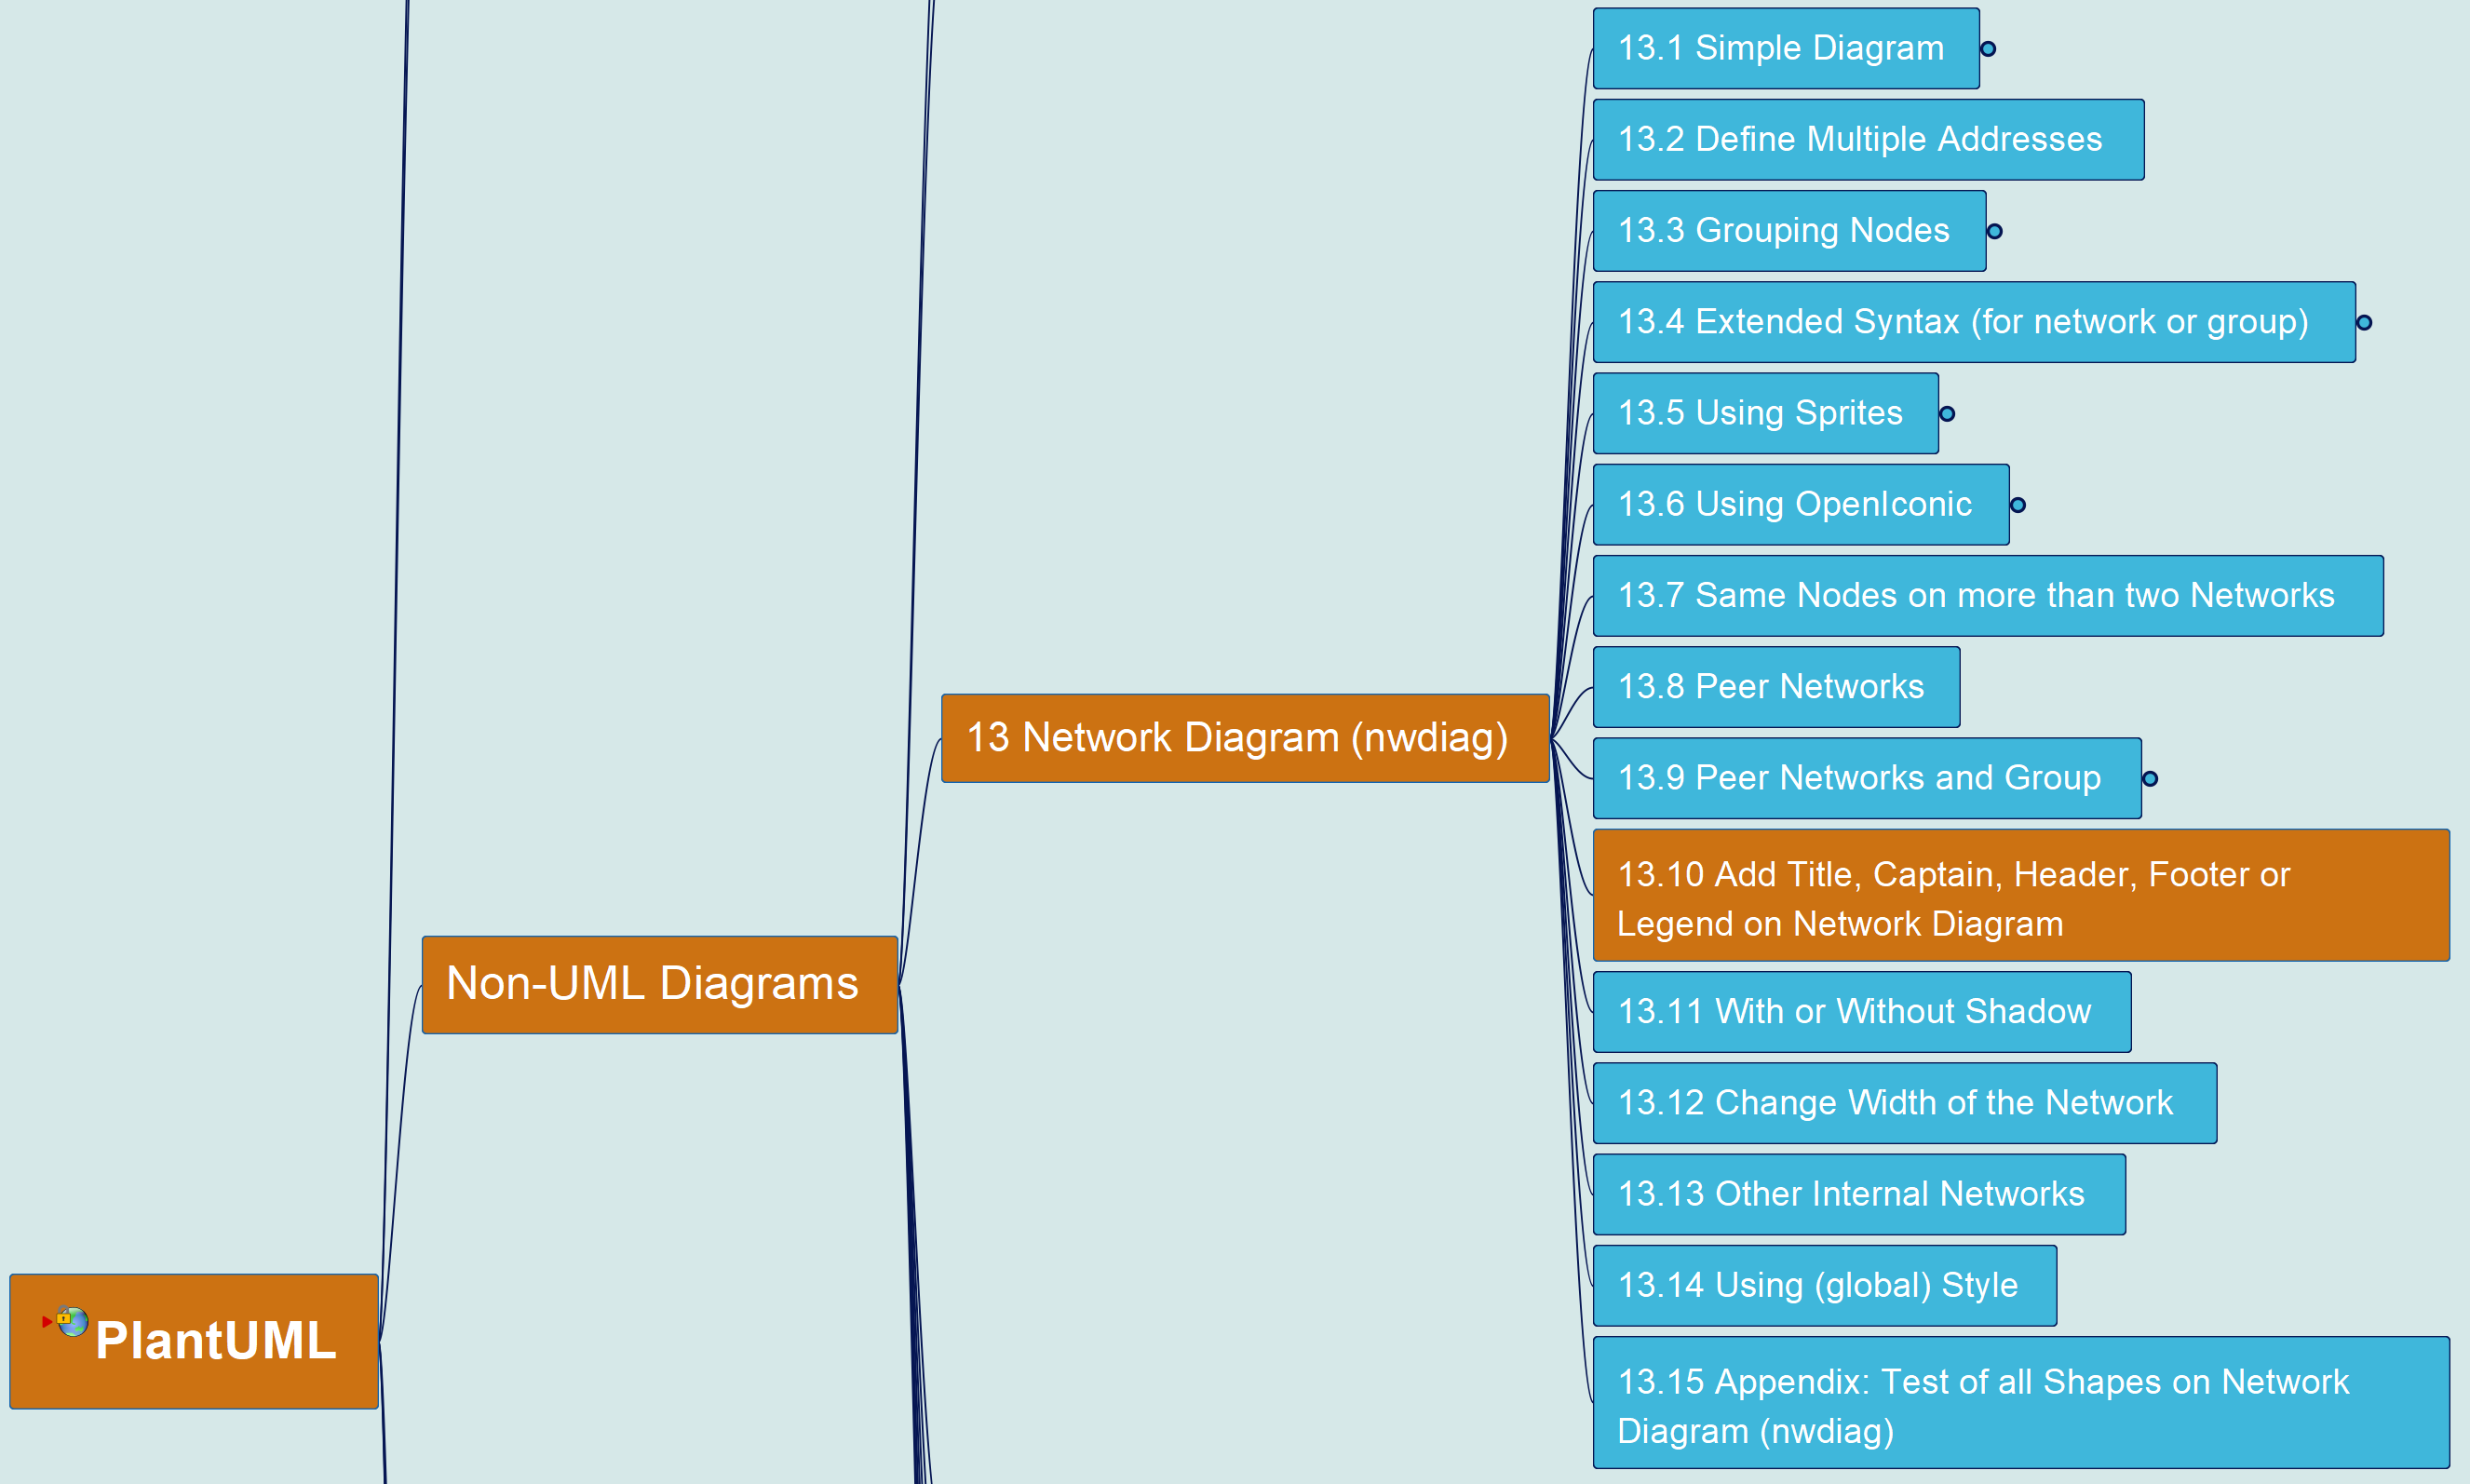 13.1 Simple Diagram
13.2 Define Multiple Addresses
13.3 Grouping Nodes
13.4 Extended Syntax (for network or group)
13.5 Using Sprites
13.6 Using OpenIconic
13.7 Same Nodes on more than two Networks
13.8 Peer Networks
13 Network Diagram (nwdiag)
13.9 Peer Networks and Group
13.10 Add Title, Captain, Header, Footer or
Legend on Network Diagram
Non-UML Diagrams
13.11 With or Without Shadow
13.12 Change Width of the Network
13.13 Other Internal Networks
13.14 Using (global) Style
PlantUML
13.15 Appendix: Test of all Shapes on Network
Diagram (nwdiag)